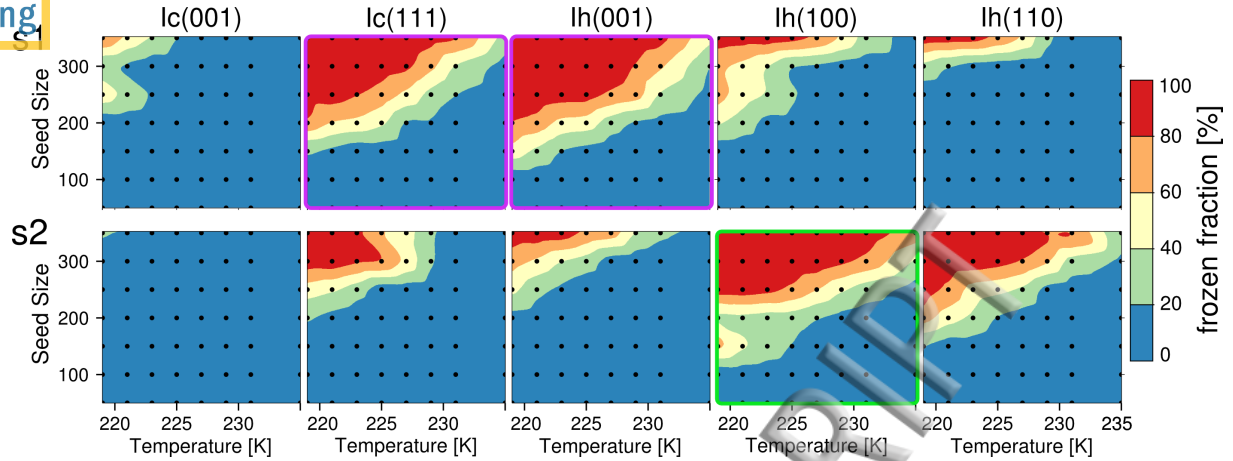 ng
Ic(001) Ic(111) Ih(001) Ih(100) Ih(110)
s1
Seed Size
300
200
100
s2
Seed Size
300
200
100
220 225 230 220 225 230 220 225 230 220 225 230 220 225 230 235
Temperature [K] Temperature [K] Temperature [K] Temperature [K] Temperature [K]
100
80
60
40
20
0
frozen fraction [%]
RIPT